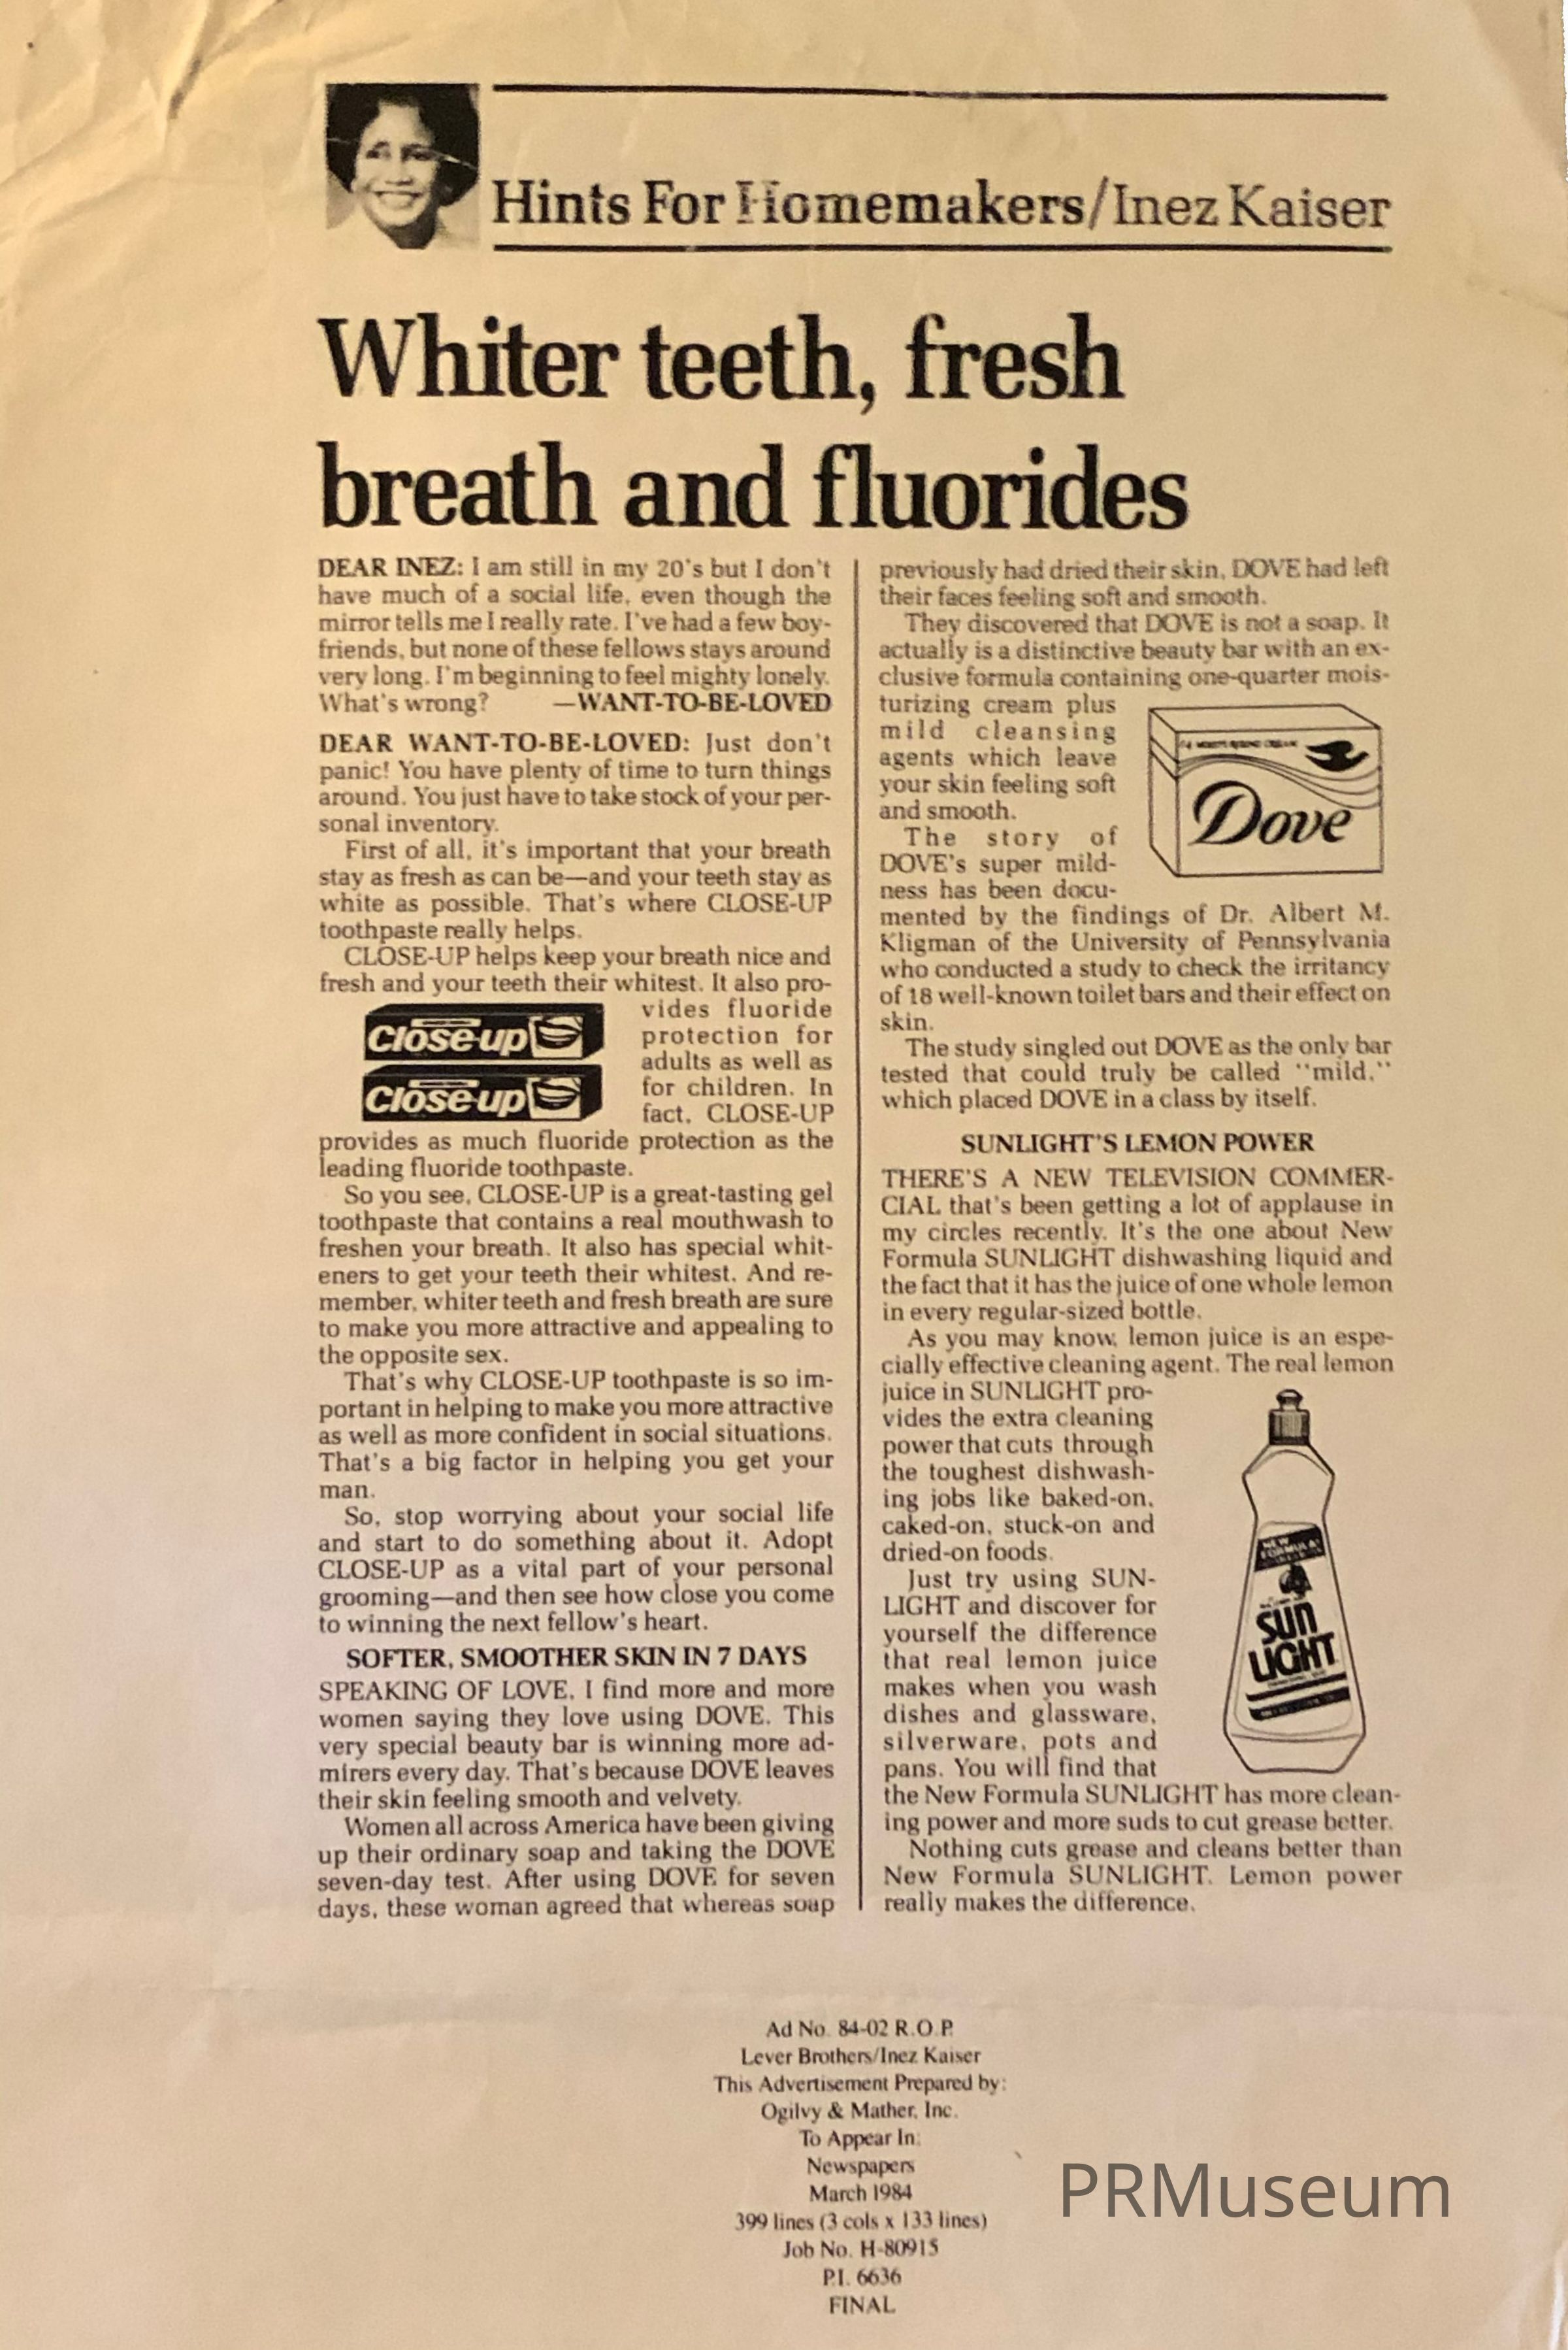 Hints For Homemakers/Inez Kaiser
Whiter teeth, fresh
breath and fluorides
DEAR INEZ: I am still in my 20's but I don't
have much of a social life, even though the
mirror tells me I really rate. I've had a few boy-
friends, but none of these fellows stays around
very long. I'm beginning to feel mighty lonely.
What's wrong? —WANT-TO-BE-LOVED
DEAR WANT-TO-BE-LOVED: Just don't
panic! You have plenty of time to turn things
around. You just have to take stock of your per-
sonal inventory.
First of all, it's important that your breath
stay as fresh as can be—and your teeth stay as
white as possible. That's where CLOSE-UP
toothpaste really helps.
CLOSE-UP helps keep your breath nice and
fresh and your teeth their whitest. It also pro-
vides fluoride
protection for
adults as well as
for children. In
fact, CLOSE-UP
Close-up
Close-up
provides as much fluoride protection as the
leading fluoride toothpaste.
So you see, CLOSE-UP is a great-tasting gel
toothpaste that contains a real mouthwash to
freshen your breath. It also has special whit-
eners to get your teeth their whitest. And re-
member, whiter teeth and fresh breath are sure
to make you more attractive and appealing to
the opposite sex.
That's why CLOSE-UP toothpaste is so im-
portant in helping to make you more attractive
as well as more confident in social situations.
That's a big factor in helping you get your
man.
So, stop worrying about your social life
and start to do something about it. Adopt
CLOSE-UP as a vital part of your personal
grooming—and then see how close you come
to winning the next fellow's heart.
SOFTER, SMOOTHER SKIN IN 7 DAYS
SPEAKING OF LOVE, I find more and more
women saying they love using DOVE. This
very special beauty bar is winning more ad-
mirers every day. That's because DOVE leaves
their skin feeling smooth and velvety.
Women all across America have been giving
up their ordinary soap and taking the DOVE
seven-day test. After using DOVE for seven
days, these woman agreed that whereas soap
previously had dried their skin, DOVE had left
their faces feeling soft and smooth.
They discovered that DOVE is not a soap. It
actually is a distinctive beauty bar with an ex-
clusive formula containing one-quarter mois-
turizing cream plus
mild cleansing
agents which leave
your skin feeling soft
and smooth.
Dove
The story of
DOVE's super mild-
ness has been docu-
mented by the findings of Dr. Albert M.
Kligman of the University of Pennsylvania
who conducted a study to check the irritancy
of 18 well-known toilet bars and their effect on
skin.
The study singled out DOVE as the only bar
tested that could truly be called "mild,"
which placed DOVE in a class by itself.
SUNLIGHT'S LEMON POWER
THERE'S A NEW TELEVISION COMMER-
CIAL that's been getting a lot of applause in
my circles recently. It's the one about New
Formula SUNLIGHT dishwashing liquid and
the fact that it has the juice of one whole lemon
in every regular-sized bottle.
As you may know, lemon juice is an espe-
cially effective cleaning agent. The real lemon
juice in SUNLIGHT pro-
vides the extra cleaning
power that cuts through
the toughest dishwash-
ing jobs like baked-on,
caked-on, stuck-on and
dried-on foods.
Just try using SUN-
LIGHT and discover for
yourself the difference
that real lemon juice
makes when you wash
dishes and glassware,
silverware, pots and
pans. You will find that
NEW
FORMULA
SUN
LIGHT
the New Formula SUNLIGHT has more clean-
ing power and more suds to cut grease better.
Nothing cuts grease and cleans better than
New Formula SUNLIGHT. Lemon power
really makes the difference.
Ad No. 84-02 R.O.P.
Lever Brothers/Inez Kaiser
This Advertisement Prepared by:
Ogilvy & Mather, Inc.
To Appear In:
Newspapers
March 1984
399 lines (3 cols x 133 lines)
Job No. H-80915
P.I. 6636
FINAL
PRMuseum